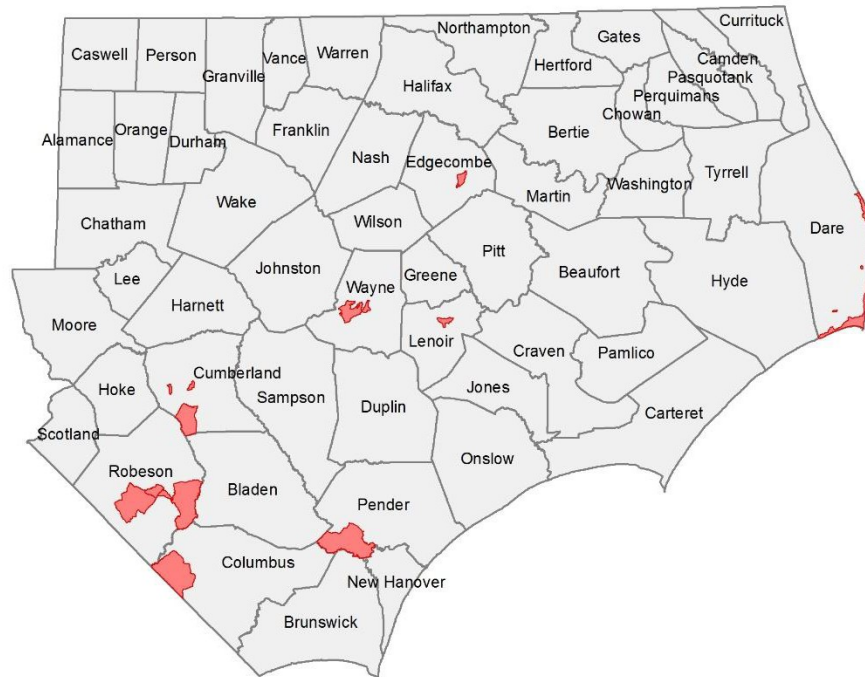 Northampton
Currituck
Gates
Caswell
Person
Vance
Warren
Camden
Hertford
Granville
Pasquotank
Halifax
Perquimans
Chowan
Franklin
Orange
Alamance
Durham
Bertie
Nash
Edgecombe
Tyrrell
Washington
Martin
Wake
Wilson
Chatham
Dare
Pitt
Johnston
Greene
Beaufort
Lee
Hyde
Wayne
Harnett
Moore
Lenoir
Craven
Pamlico
Cumberland
Hoke
Jones
Sampson
Duplin
Carteret
Scotland
Onslow
Robeson
Bladen
Pender
Columbus
New Hanover
Brunswick